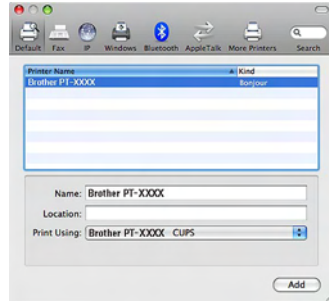 Default Fax IP Windows Bluetooth AppleTalk More Printers Search
Printer Name Kind
Brother PT-XXXX Bonjour
Name: Brother PT-XXXX
Location:
Print Using: Brother PT-XXXX CUPS
Add